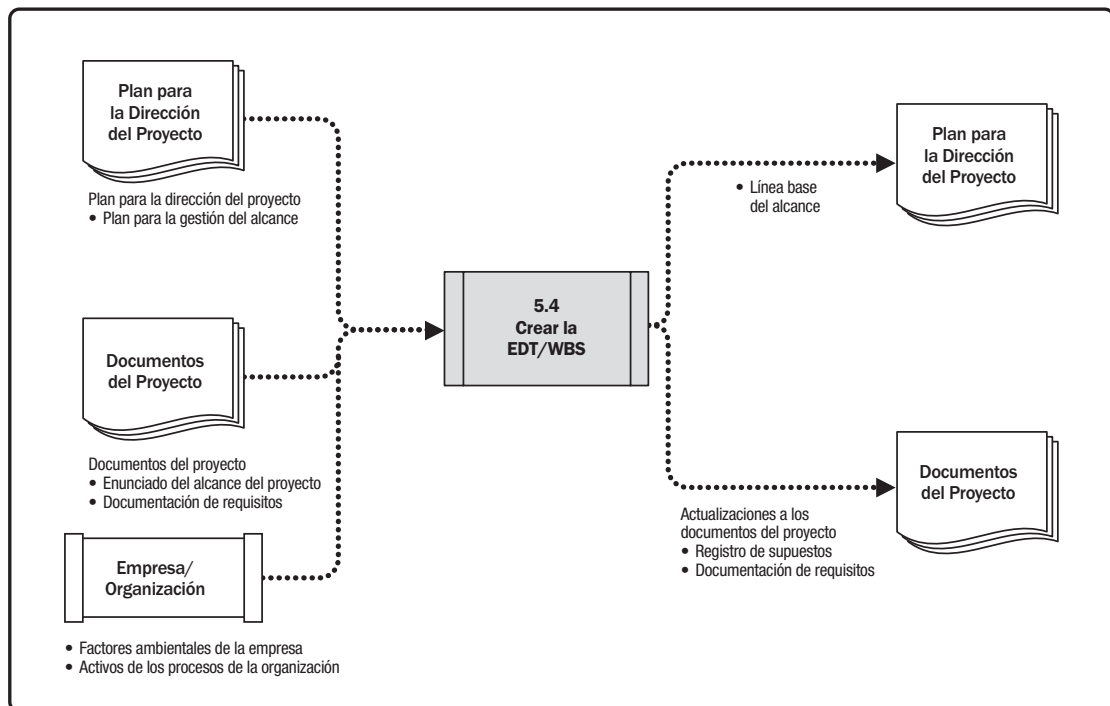 Plan para
la Dirección
del Proyecto
Plan para la dirección del proyecto
• Plan para la gestión del alcance
Documentos
del Proyecto
Documentos del proyecto
• Enunciado del alcance del proyecto
• Documentación de requisitos
Empresa/
Organización
• Factores ambientales de la empresa
• Activos de los procesos de la organización
5.4
Crear la
EDT/WBS
• Línea base
del alcance
Plan para
la Dirección
del Proyecto
Actualizaciones a los
documentos del proyecto
• Registro de supuestos
• Documentación de requisitos
Documentos
del Proyecto